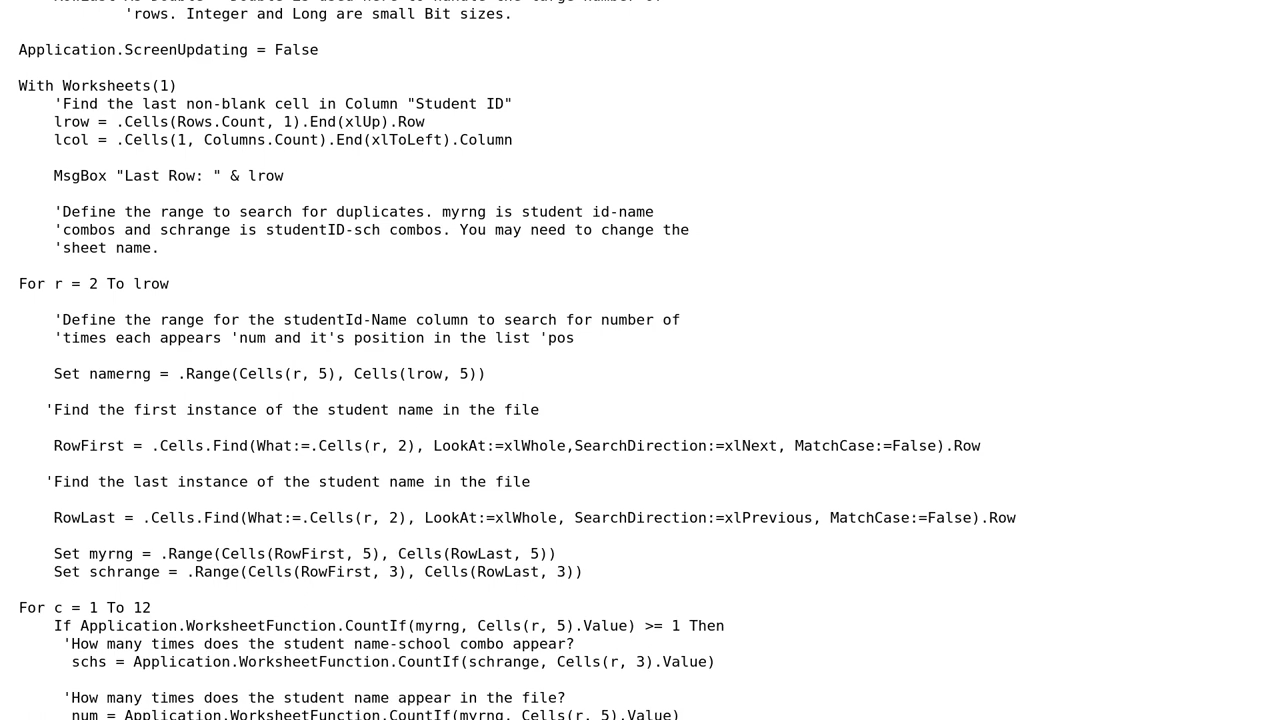 'rows. Integer and Long are small Bit sizes.
Application.ScreenUpdating = False
With Worksheets(1)
'Find the last non-blank cell in Column "Student ID"
lrow = .Cells(Rows.Count, 1).End(xlUp).Row
lcol = .Cells(1, Columns.Count).End(xlToLeft).Column
MsgBox "Last Row: " & lrow
'Define the range to search for duplicates. myrng is student id-name
'combos and schrange is studentID-sch combos. You may need to change the
'sheet name.
For r = 2 To lrow
'Define the range for the studentId-Name column to search for number of
'times each appears 'num and it's position in the list 'pos
Set namerng = .Range(Cells(r, 5), Cells(lrow, 5))
'Find the first instance of the student name in the file
RowFirst = .Cells.Find(What:=.Cells(r, 2), LookAt:=xlWhole,SearchDirection:=xlNext, MatchCase:=False).Row
'Find the last instance of the student name in the file
RowLast = .Cells.Find(What:=.Cells(r, 2), LookAt:=xlWhole, SearchDirection:=xlPrevious, MatchCase:=False).Row
Set myrng = .Range(Cells(RowFirst, 5), Cells(RowLast, 5))
Set schrange = .Range(Cells(RowFirst, 3), Cells(RowLast, 3))
For c = 1 To 12
If Application.WorksheetFunction.CountIf(myrng, Cells(r, 5).Value) >= 1 Then
'How many times does the student name-school combo appear?
schs = Application.WorksheetFunction.CountIf(schrange, Cells(r, 3).Value)
'How many times does the student name appear in the file?
num = Application.WorksheetFunction.CountIf(myrng, Cells(r, 5).Value)